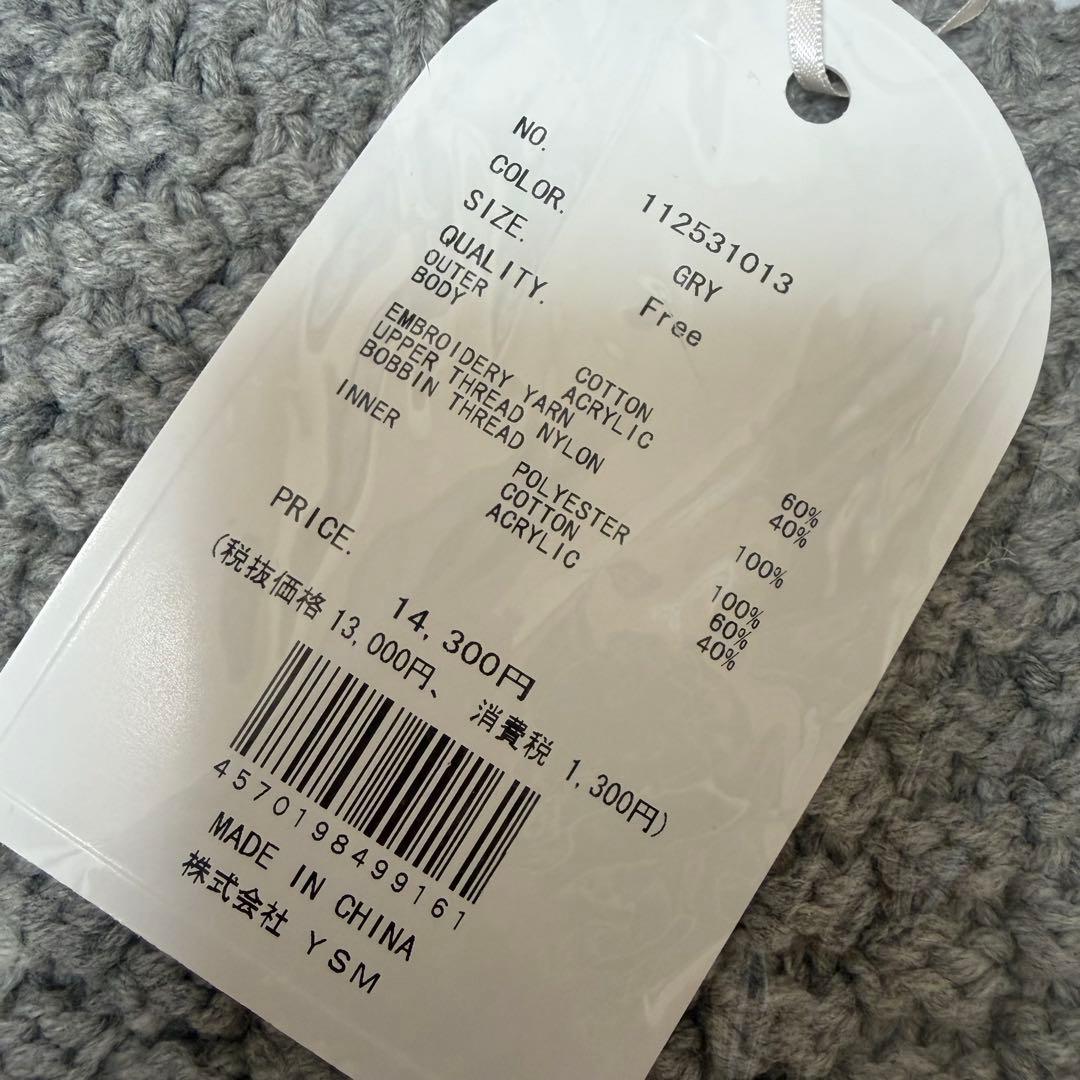 NO. 112531013
COLOR. GRY
SIZE. Free
QUALITY.
OUTER
BODY COTTON 60%
ACRYLIC 40%
EMBROIDERY YARN
UPPER THREAD NYLON 100%
BOBBIN THREAD
POLYESTER 100%
INNER COTTON 60%
ACRYLIC 40%
PRICE. 14,300円
(税抜価格 13,000円、 消費税 1,300円)
4570198499161
MADE IN CHINA
株式会社 YSM